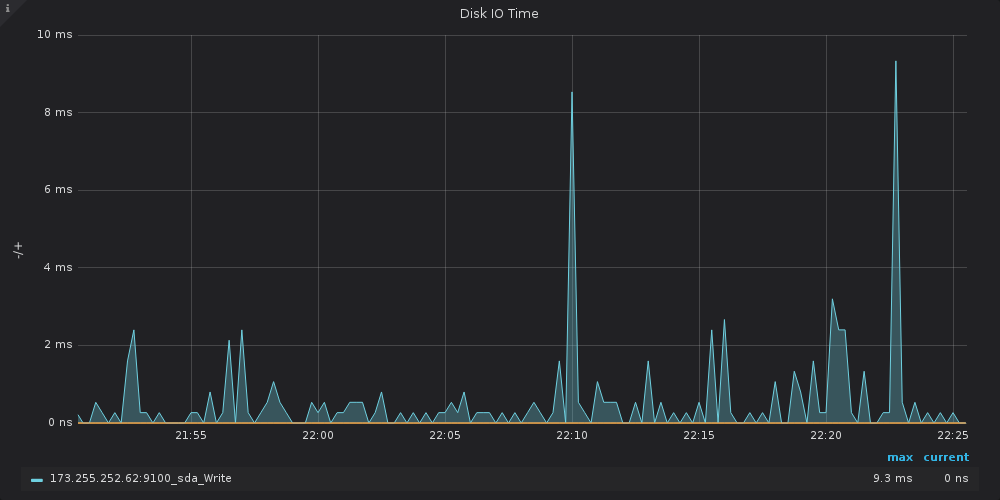 i
Disk IO Time
10 ms
8 ms
6 ms
4 ms
2 ms
0 ns
-/+
21:55 22:00 22:05 22:10 22:15 22:20 22:25
max current
173.255.252.62:9100_sda_Write 9.3 ms 0 ns